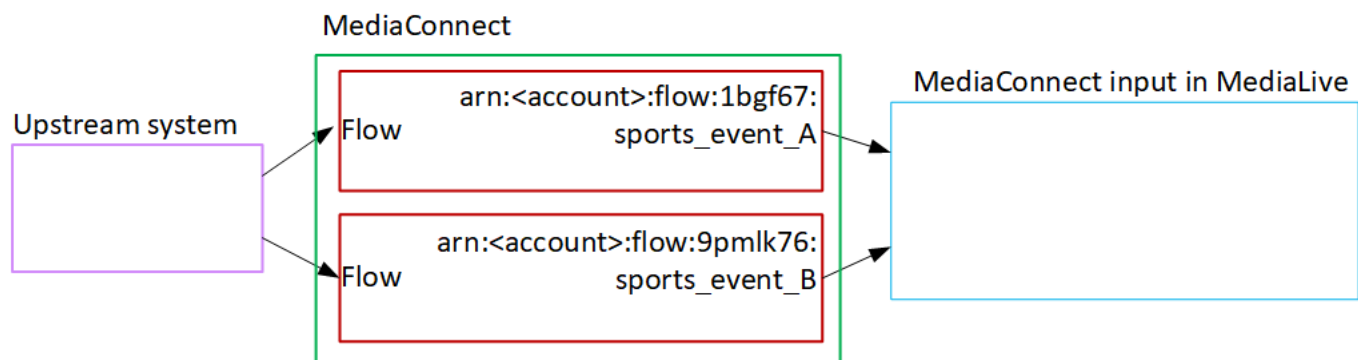 MediaConnect
MediaConnect input in MediaLive
Upstream system
arn:<account>:flow:1bgf67:
Flow
sports_event_A
arn:<account>:flow:9pmlk76:
Flow
sports_event_B